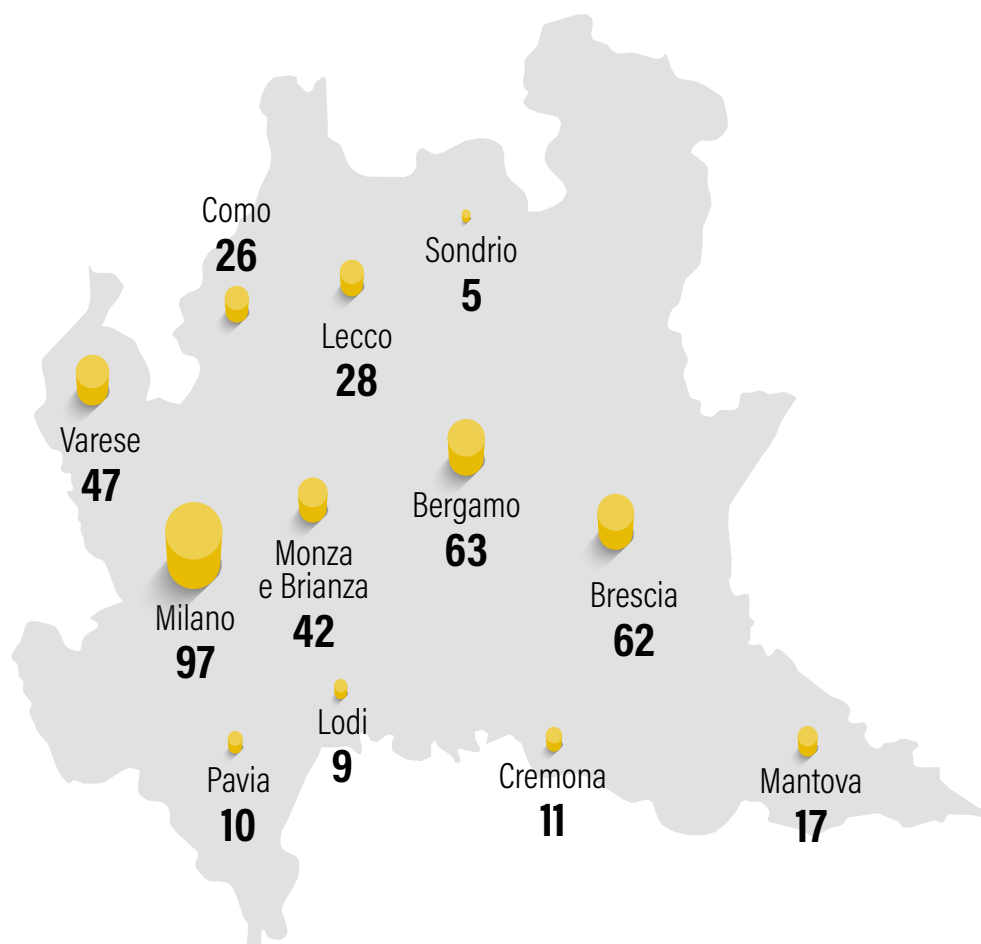 Como
26
Sondrio
5
Lecco
28
Varese
47
Bergamo
63
Monza
e Brianza
42
Brescia
62
Milano
97
Lodi
9
Pavia
10
Cremona
11
Mantova
17